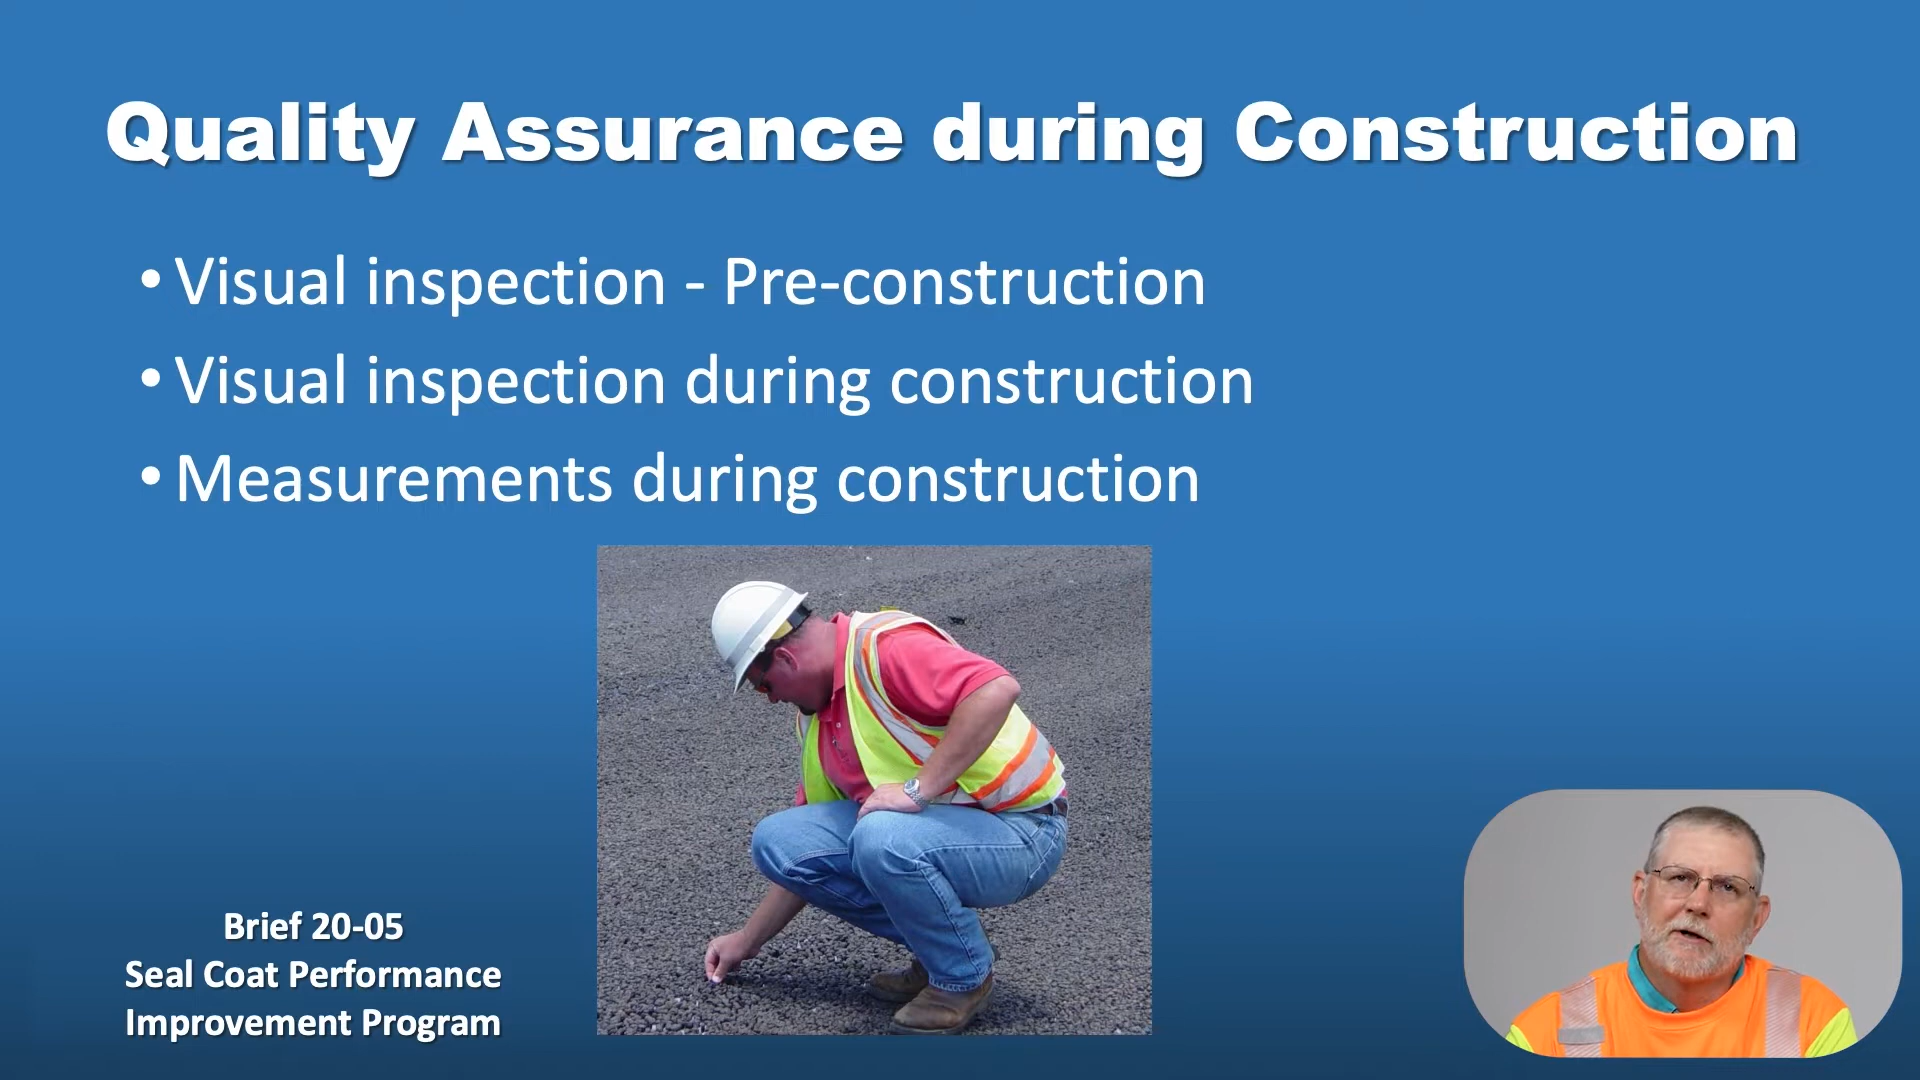 Quality Assurance during Construction
• Visual inspection - Pre-construction
• Visual inspection during construction
• Measurements during construction
Brief 20-05
Seal Coat Performance
Improvement Program